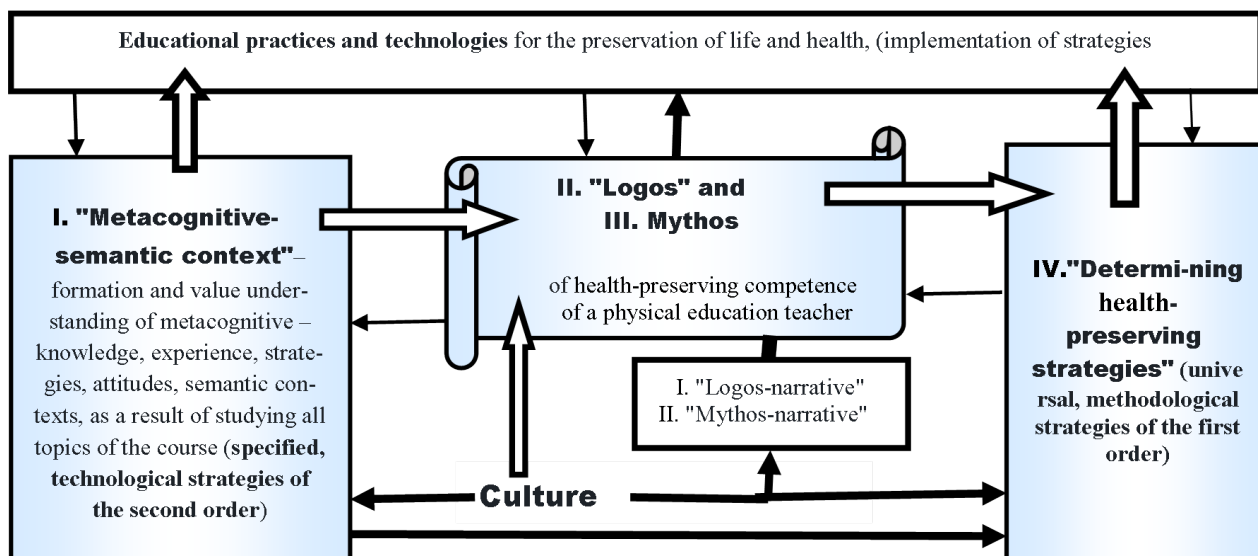 Educational practices and technologies for the preservation of life and health, (implementation of strategies
I. "Metacognitive-
semantic context"–
formation and value under-
standing of metacognitive –
knowledge, experience, strate-
gies, attitudes, semantic con-
texts, as a result of studying all
topics of the course (specified,
technological strategies of
the second order)
II. "Logos" and
III. Mythos
of health-preserving competence
of a physical education teacher
I. "Logos-narrative"
II. "Mythos-narrative"
Culture
IV."Determi-ning
health-
preserving
strategies" (unive
rsal, methodological
strategies of the first
order)